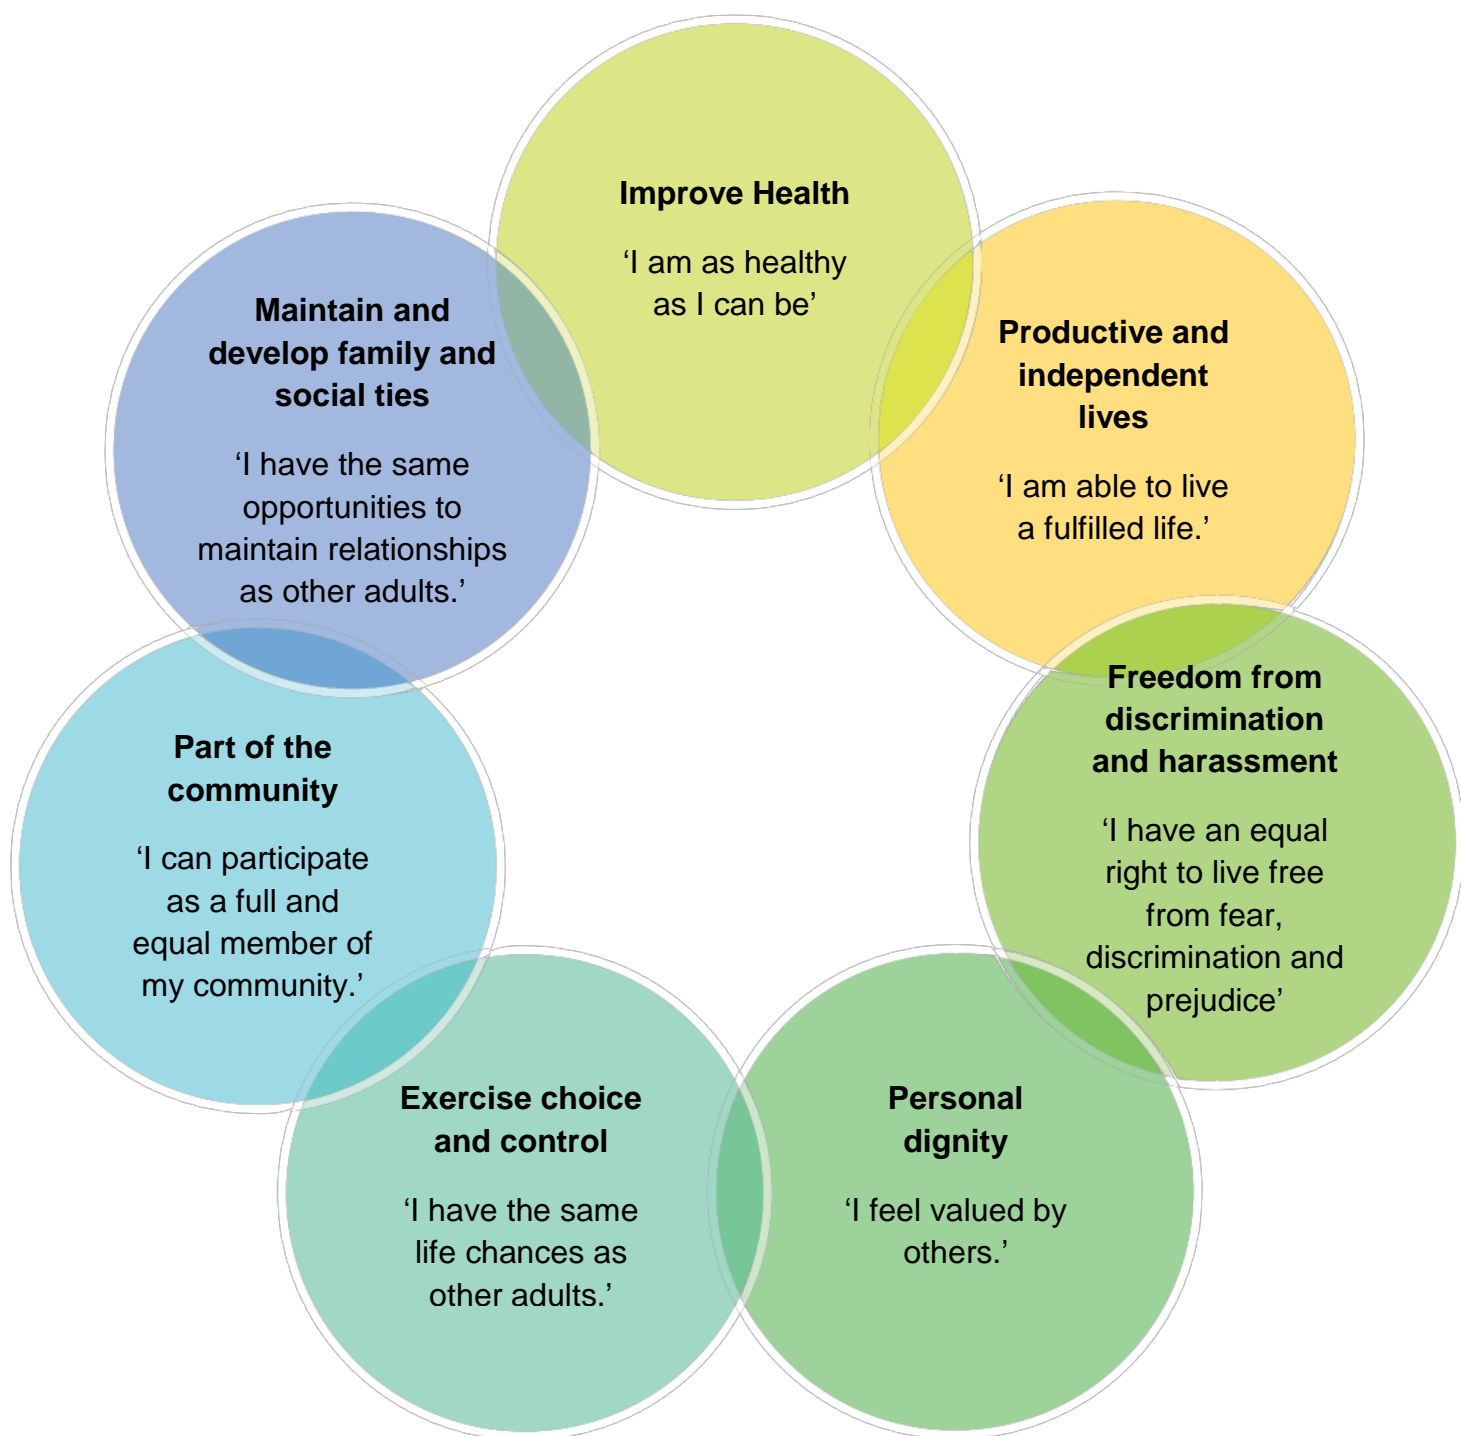 Improve Health
‘I am as healthy
as I can be’
Productive and
independent
lives
‘I am able to live
a fulfilled life.’
Freedom from
discrimination
and harassment
‘I have an equal
right to live free
from fear,
discrimination and
prejudice’
Personal
dignity
‘I feel valued by
others.’
Exercise choice
and control
‘I have the same
life chances as
other adults.’
Part of the
community
‘I can participate
as a full and
equal member of
my community.’
Maintain and
develop family and
social ties
‘I have the same
opportunities to
maintain relationships
as other adults.’